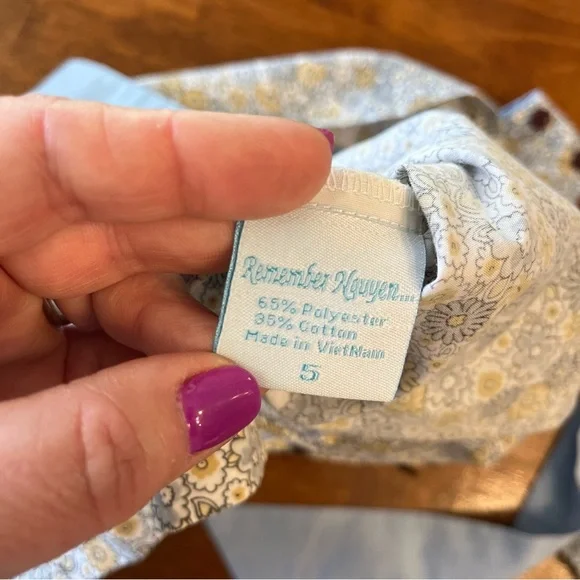 Remember Nguyen...
65% Polyester
35% Cotton
Made in VietNam
5